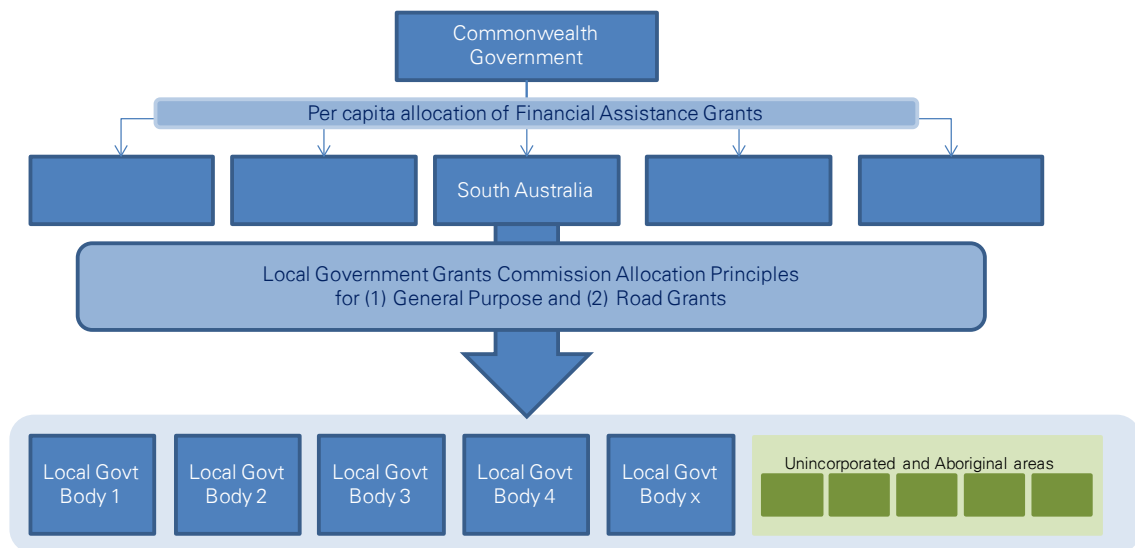 Commonwealth
Government
Per capita allocation of Financial Assistance Grants
South Australia
Local Government Grants Commission Allocation Principles
for (1) General Purpose and (2) Road Grants
Local Govt
Body 1
Local Govt
Body 2
Local Govt
Body 3
Local Govt
Body 4
Local Govt
Body x
Unincorporated and Aboriginal areas